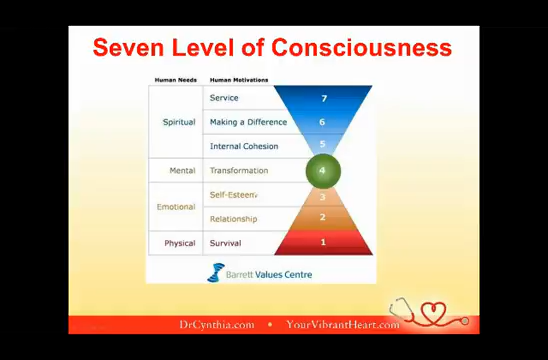 Seven Level of Consciousness
Human Needs Human Motivations
Service 7
Spiritual Making a Difference 6
Internal Cohesion 5
Mental Transformation 4
Self-Esteem 3
Emotional
Relationship 2
Physical Survival 1
Barrett Values Centre
DrCynthia.com • YourVibrantHeart.com